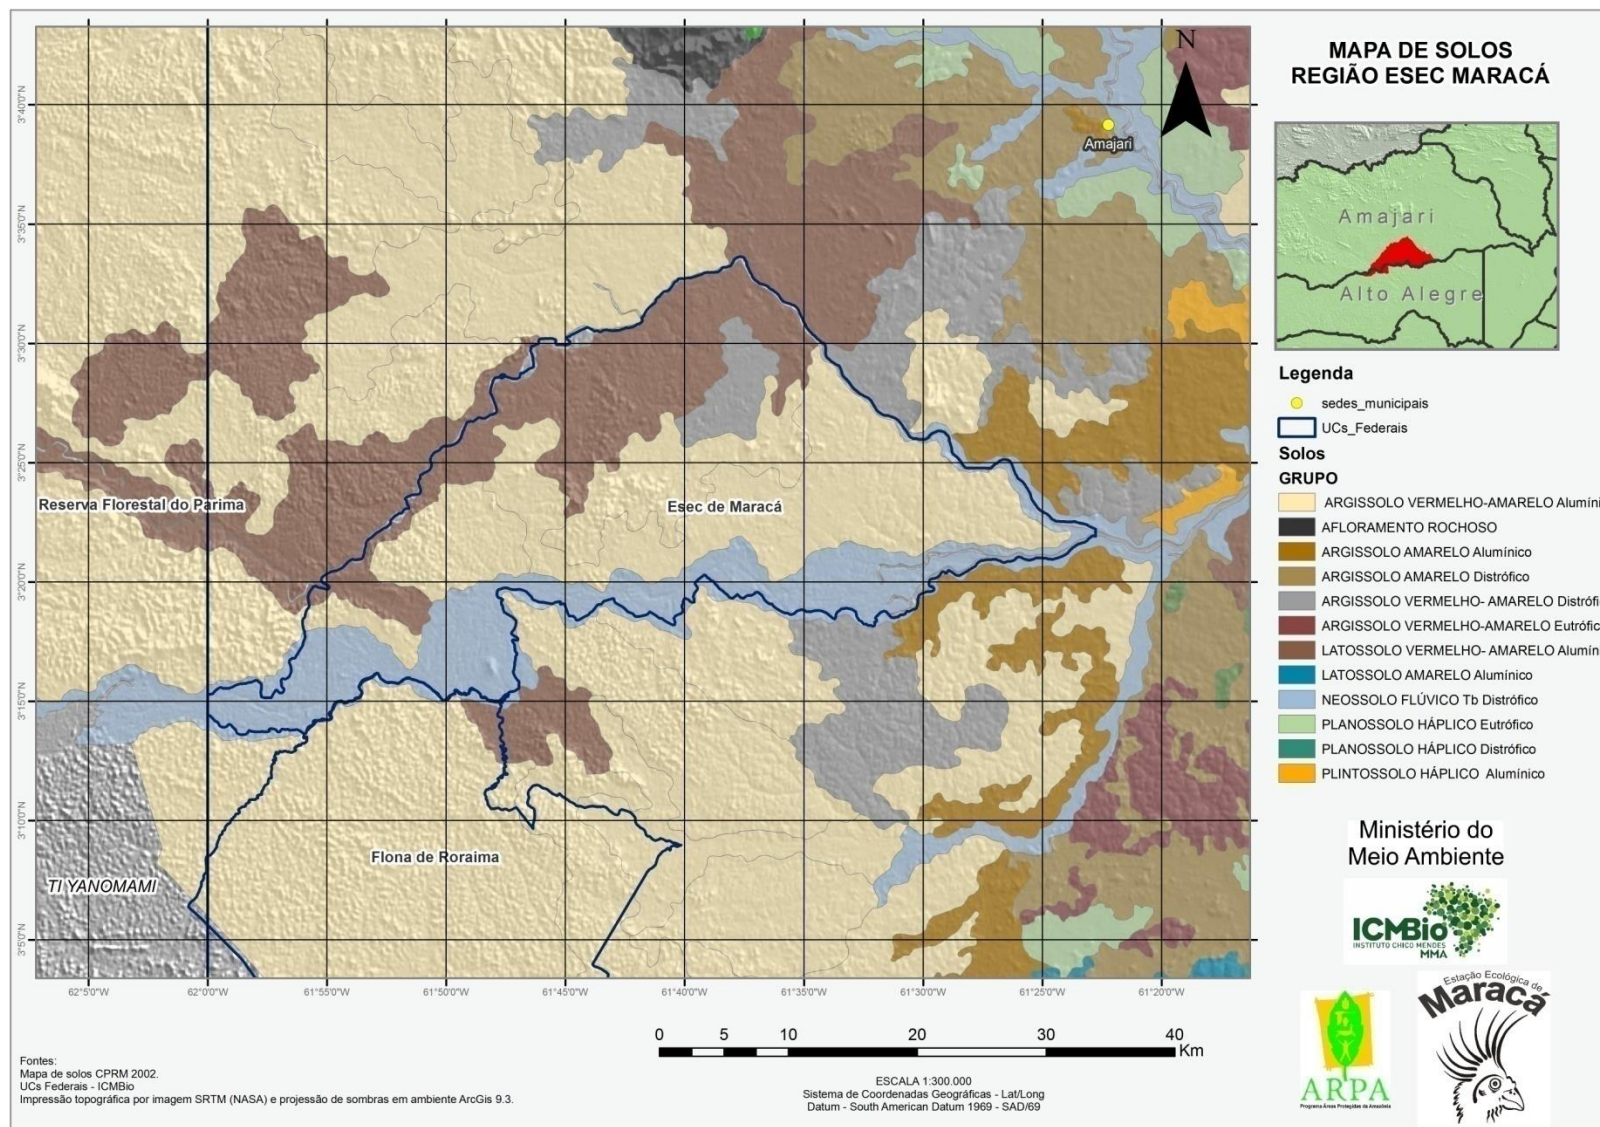 MAPA DE SOLOS
REGIÃO ESEC MARACÁ
N
Amajari
Reserva Florestal do Parima
Esec de Maracá
Flona de Roraima
TI YANOMAMI
3°40'0"N
3°35'0"N
3°30'0"N
3°25'0"N
3°20'0"N
3°15'0"N
3°10'0"N
3°5'0"N
62°5'0"W
62°0'0"W
61°55'0"W
61°50'0"W
61°45'0"W
61°40'0"W
61°35'0"W
61°30'0"W
61°25'0"W
61°20'0"W
Amajari
Alto Alegre
Legenda
sedes_municipais
UCs_Federais
Solos
GRUPO
ARGISSOLO VERMELHO-AMARELO Alumíni
AFLORAMENTO ROCHOSO
ARGISSOLO AMARELO Alumínico
ARGISSOLO AMARELO Distrófico
ARGISSOLO VERMELHO- AMARELO Distrófi
ARGISSOLO VERMELHO-AMARELO Eutrófic
LATOSSOLO VERMELHO- AMARELO Alumíni
LATOSSOLO AMARELO Alumínico
NEOSSOLO FLÚVICO Tb Distrófico
PLANOSSOLO HÁPLICO Eutrófico
PLANOSSOLO HÁPLICO Distrófico
PLINTOSSOLO HÁPLICO Alumínico
Ministério do
Meio Ambiente
ICMBio
INSTITUTO CHICO MENDES
MMA
Estação Ecológica de
Maracá
ARPA
Programa Áreas Protegidas da Amazônia
0 5 10 20 30 40
Km
ESCALA 1:300.000
Sistema de Coordenadas Geográficas - Lat/Long
Datum - South American Datum 1969 - SAD/69
Fontes:
Mapa de solos CPRM 2002.
UCs Federais - ICMBio
Impressão topográfica por imagem SRTM (NASA) e projessão de sombras em ambiente ArcGis 9.3.